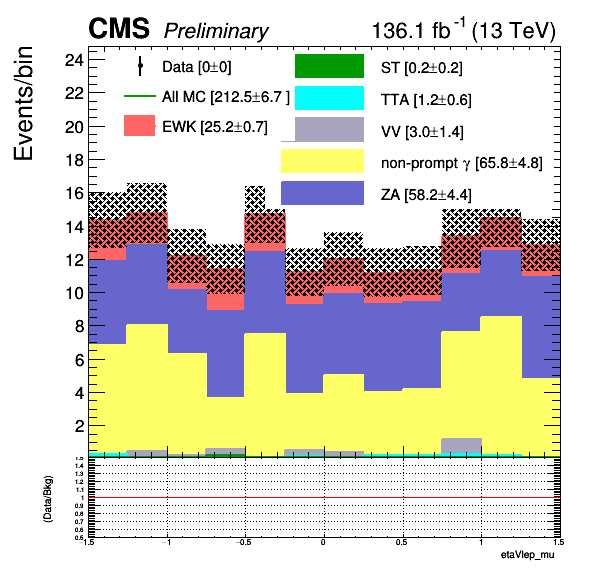 CMS Preliminary 136.1 fb⁻¹ (13 TeV)
Events/bin
24
22
20
18
16
14
12
10
8
6
4
2
Data [0±0]
All MC [212.5±6.7 ]
EWK [25.2±0.7]
ST [0.2±0.2]
TTA [1.2±0.6]
VV [3.0±1.4]
non-prompt γ [65.8±4.8]
ZA [58.2±4.4]
(Data/Bkg)
1.5
1.4
1.3
1.2
1.1
1
0.9
0.8
0.7
0.6
0.5
-1.5 −1 −0.5 0 0.5 1 1.5
etaVlep_mu